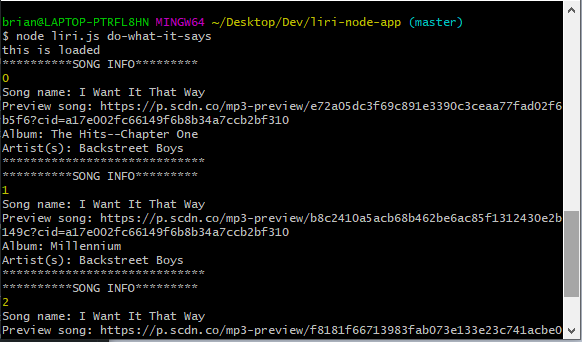 brian@LAPTOP-PTRFL8HN MINGW64 ~/Desktop/Dev/liri-node-app (master)
$ node liri.js do-what-it-says
this is loaded
**********SONG INFO*********
0
Song name: I Want It That Way
Preview song: https://p.scdn.co/mp3-preview/e72a05dc3f69c891e3390c3ceaa77fad02f6
b5f6?cid=a17e002fc66149f6b8b34a7ccb2bf310
Album: The Hits--Chapter One
Artist(s): Backstreet Boys
*****************************
**********SONG INFO*********
1
Song name: I Want It That Way
Preview song: https://p.scdn.co/mp3-preview/b8c2410a5acb68b462be6ac85f1312430e2b
149c?cid=a17e002fc66149f6b8b34a7ccb2bf310
Album: Millennium
Artist(s): Backstreet Boys
*****************************
**********SONG INFO*********
2
Song name: I Want It That Way
Preview song: https://p.scdn.co/mp3-preview/f8181f66713983fab073e133e23c741acbe0